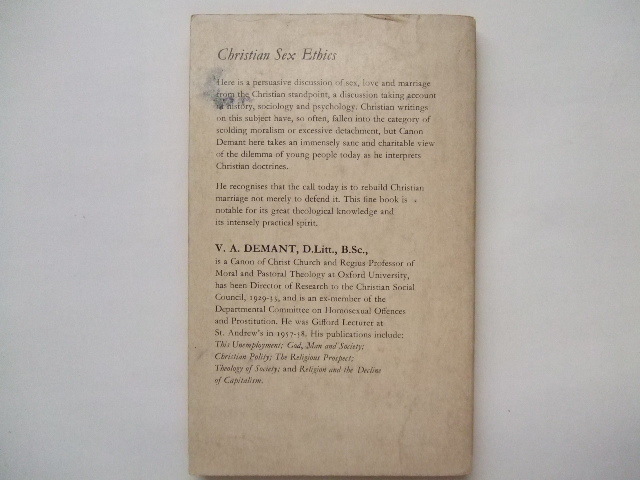 Christian Sex Ethics
Here is a persuasive discussion of sex, love and marriage
from the Christian standpoint, a discussion taking account
of history, sociology and psychology. Christian writings
on this subject have, so often, fallen into the category of
scolding moralism or excessive detachment, but Canon
Demant here takes an immensely sane and charitable view
of the dilemma of young people today as he interprets
Christian doctrines.
He recognises that the call today is to rebuild Christian
marriage not merely to defend it. This fine book is
notable for its great theological knowledge and
its intensely practical spirit.
V. A. DEMANT, D.Litt., B.Sc.,
is a Canon of Christ Church and Regius Professor of
Moral and Pastoral Theology at Oxford University,
has been Director of Research to the Christian Social
Council, 1929-33, and is an ex-member of the
Departmental Committee on Homosexual Offences
and Prostitution. He was Gifford Lecturer at
St. Andrew's in 1957-58. His publications include:
This Unemployment; God, Man and Society;
Christian Polity; The Religious Prospect;
Theology of Society; and Religion and the Decline
of Capitalism.